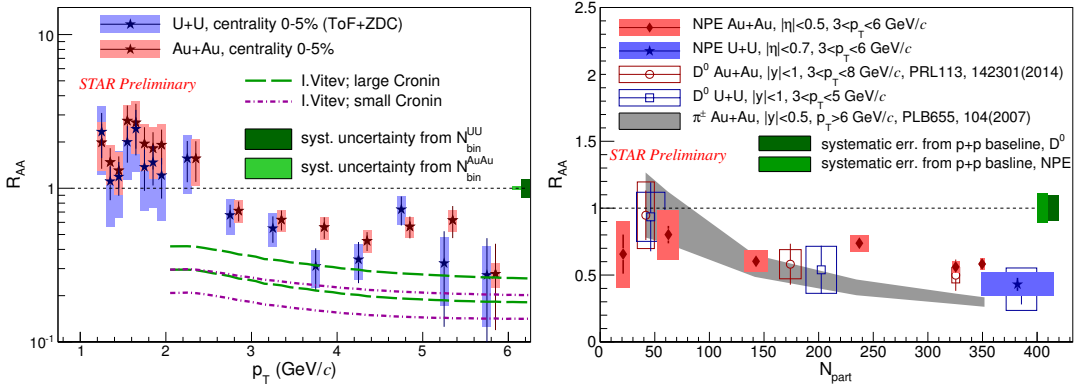 10
U+U, centrality 0-5% (ToF+ZDC)
Au+Au, centrality 0-5%
STAR Preliminary
I.Vitev; large Cronin
I.Vitev; small Cronin
syst. uncertainty from N_bin^UU
syst. uncertainty from N_bin^AuAu
R_AA
1
10^-1
1 2 3 4 5 6
p_T (GeV/c)
2.5
NPE Au+Au, |η|<0.5, 3<p_T<6 GeV/c
NPE U+U, |η|<0.7, 3<p_T<6 GeV/c
2
D^0 Au+Au, |y|<1, 3<p_T<8 GeV/c, PRL113, 142301(2014)
D^0 U+U, |y|<1, 3<p_T<5 GeV/c
π^± Au+Au, |y|<0.5, p_T>6 GeV/c, PLB655, 104(2007)
1.5
systematic err. from p+p baseline, D^0
STAR Preliminary
systematic err. from p+p basline, NPE
R_AA
1
0.5
0
0 50 100 150 200 250 300 350 400
N_part